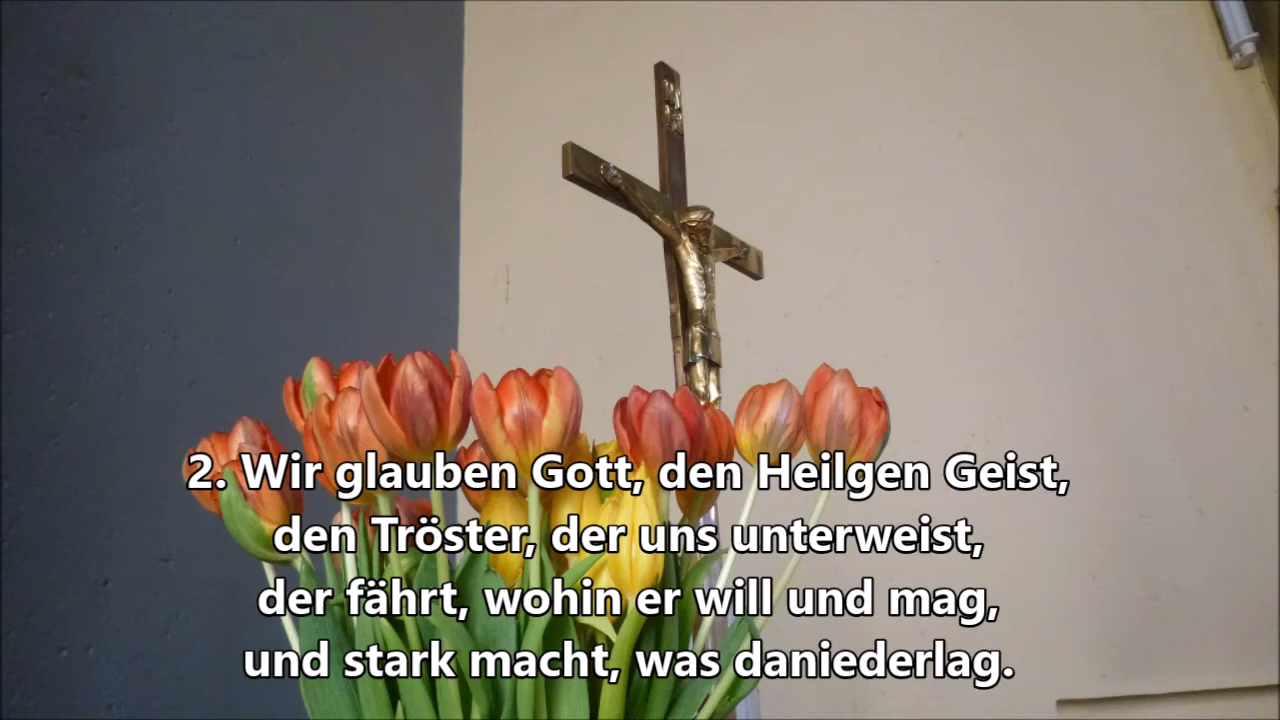 2. Wir glauben Gott, den Heilgen Geist,
den Tröster, der uns unterweist,
der fährt, wohin er will und mag,
und stark macht, was daniederlag.